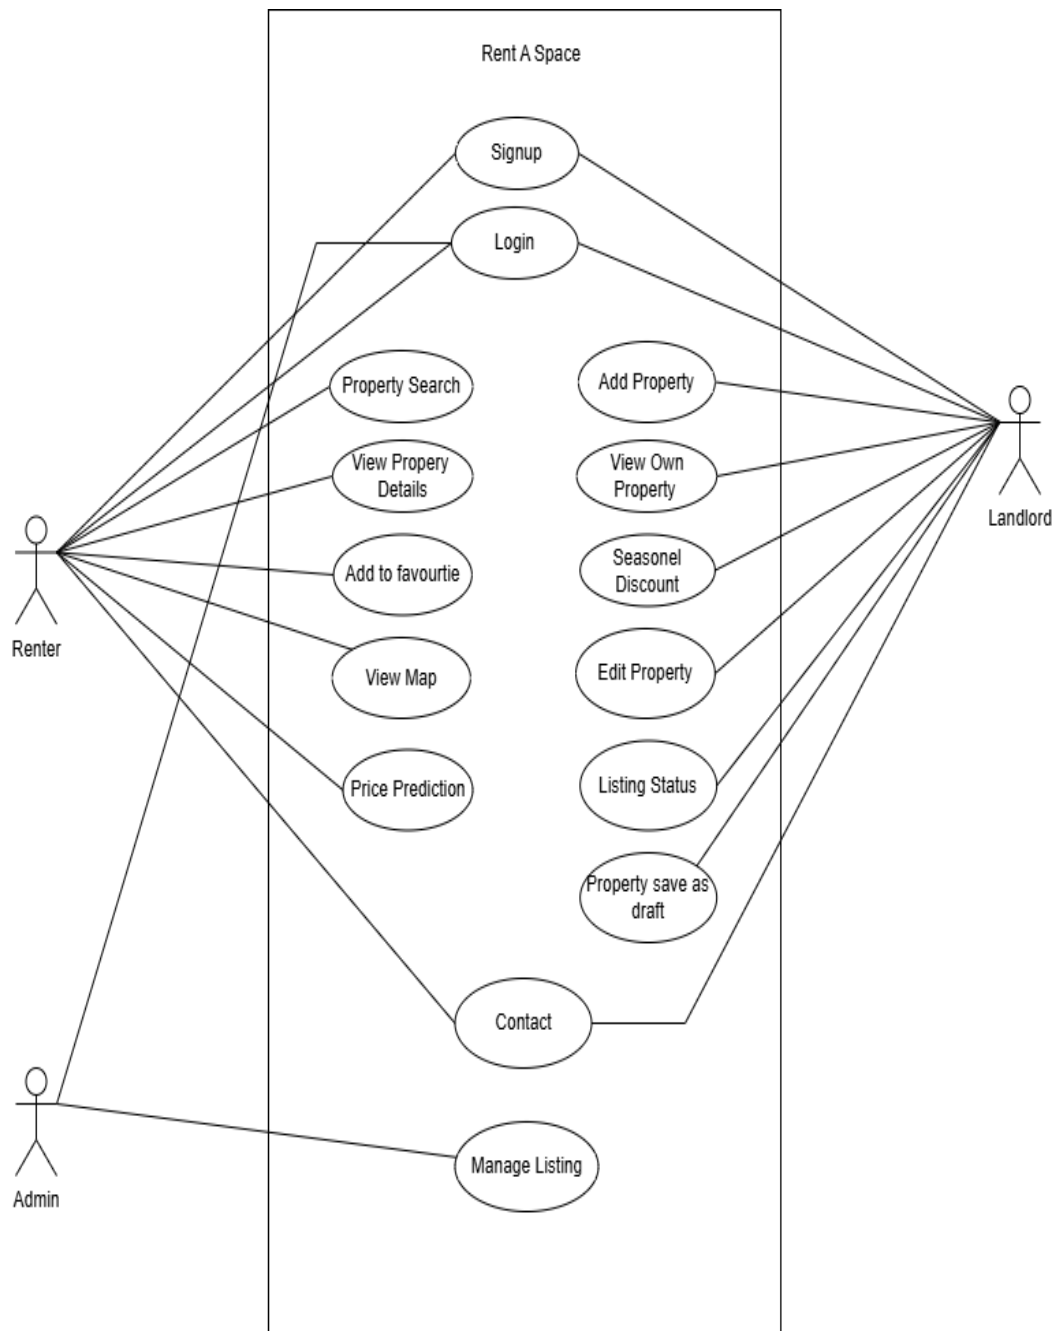 Rent A Space
Signup
Login
Property Search
Add Property
View Propery
Details
View Own
Property
Landlord
Add to favourtie
Seasonel
Discount
Renter
View Map
Edit Property
Price Prediction
Listing Status
Property save as
draft
Contact
Manage Listing
Admin